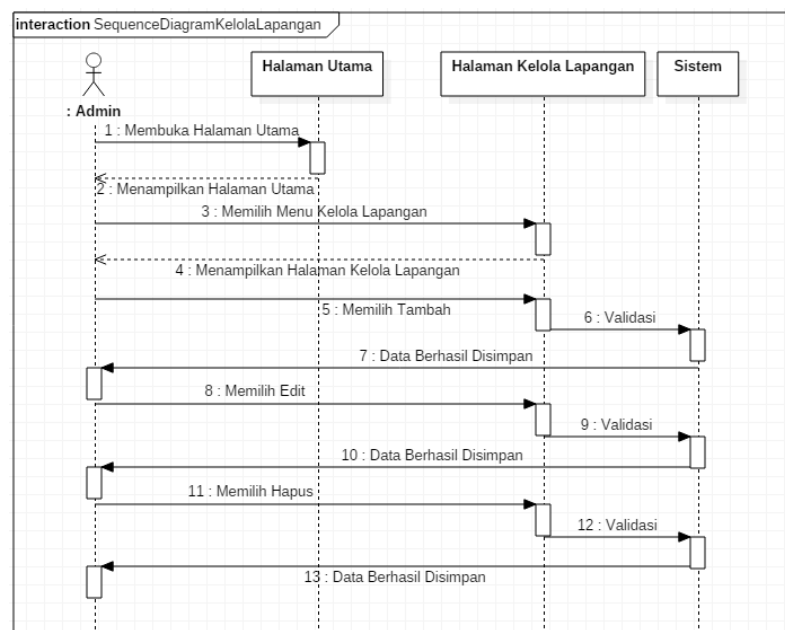 interaction SequenceDiagramKelolaLapangan
Halaman Utama
Halaman Kelola Lapangan
Sistem
: Admin
1 : Membuka Halaman Utama
2 : Menampilkan Halaman Utama
3 : Memilih Menu Kelola Lapangan
4 : Menampilkan Halaman Kelola Lapangan
5 : Memilih Tambah
6 : Validasi
7 : Data Berhasil Disimpan
8 : Memilih Edit
9 : Validasi
10 : Data Berhasil Disimpan
11 : Memilih Hapus
12 : Validasi
13 : Data Berhasil Disimpan